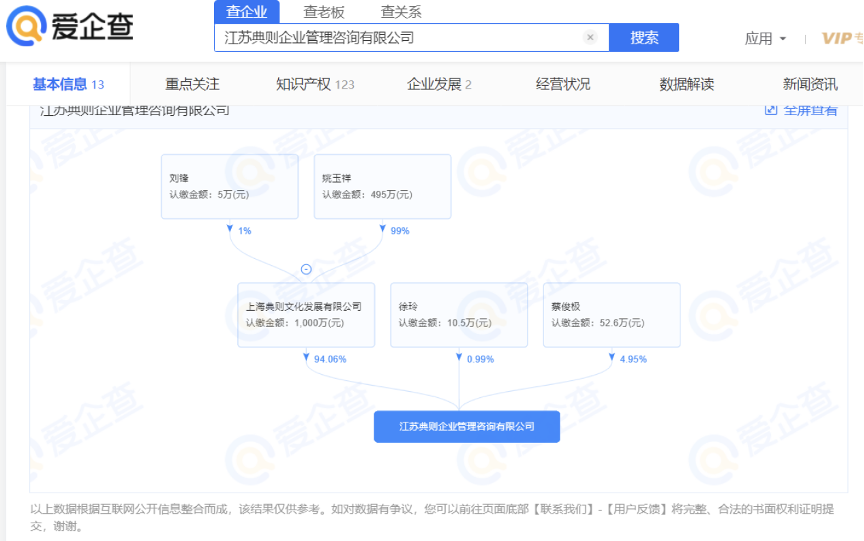 爱企查
查企业 查老板 查关系
江苏典则企业管理咨询有限公司 × 搜索 应用 VIP专
基本信息 13 重点关注 知识产权 123 企业发展 2 经营状况 数据解读 新闻资讯
江苏典则企业管理咨询有限公司 全屏查看
刘锋 姚玉祥
认缴金额：5万(元) 认缴金额：495万(元)
1% 99%
上海典则文化发展有限公司 徐玲 蔡俊极
认缴金额：1,000万(元) 认缴金额：10.5万(元) 认缴金额：52.6万(元)
94.06% 0.99% 4.95%
江苏典则企业管理咨询有限公司
以上数据根据互联网公开信息整合而成，该结果仅供参考。如对数据有争议，您可以前往页面底部【联系我们】-【用户反馈】将完整、合法的书面权利证明提
交，谢谢。